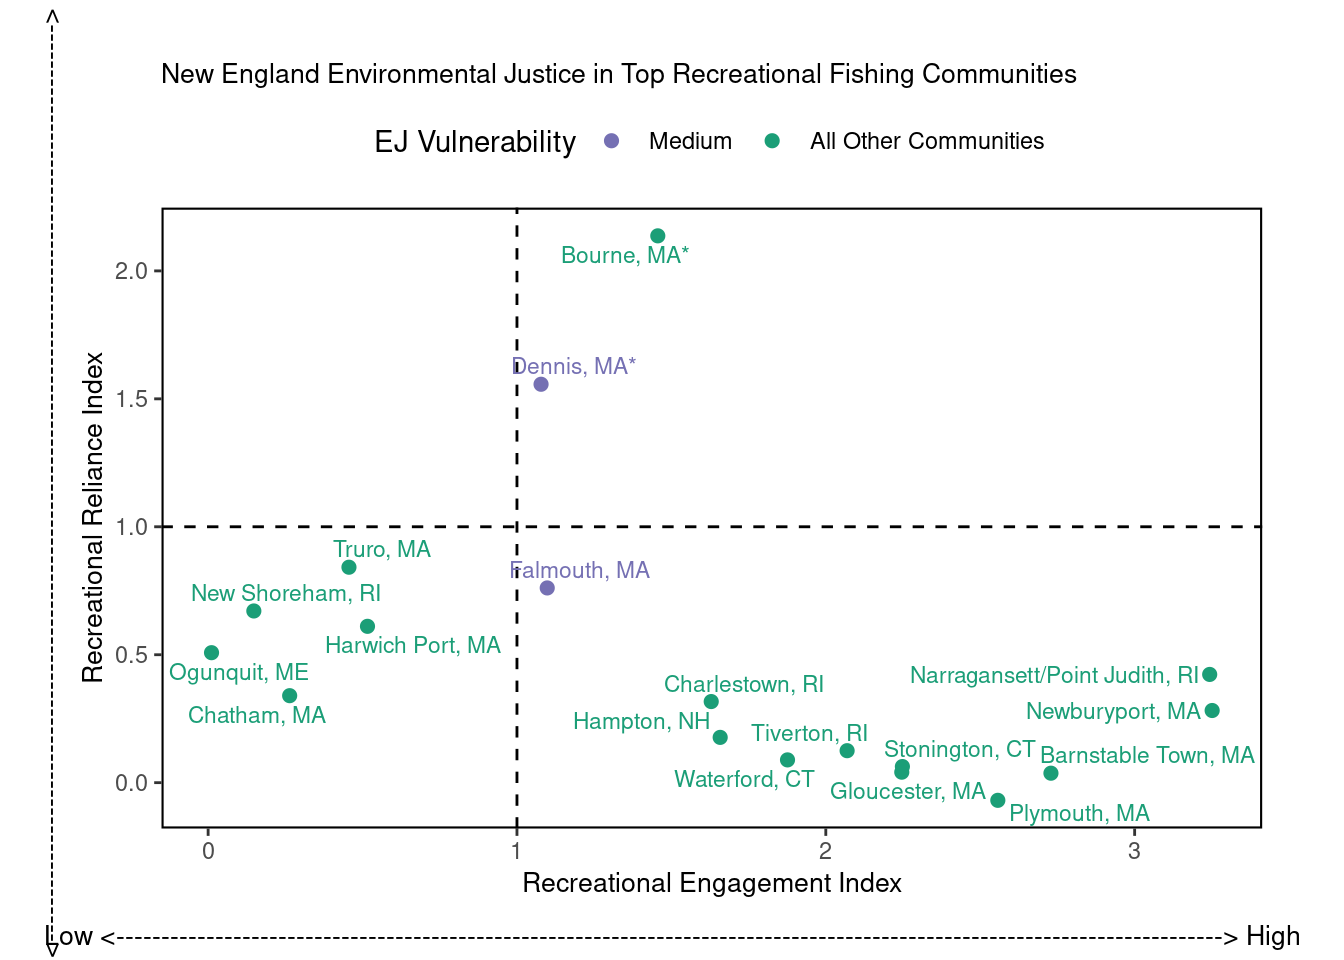 New England Environmental Justice in Top Recreational Fishing Communities
EJ Vulnerability Medium All Other Communities
Recreational Reliance Index
2.0
1.5
1.0
0.5
0.0
Bourne, MA*
Dennis, MA*
Truro, MA
Falmouth, MA
New Shoreham, RI
Harwich Port, MA
Ogunquit, ME
Chatham, MA
Narragansett/Point Judith, RI
Charlestown, RI
Newburyport, MA
Hampton, NH
Tiverton, RI
Stonington, CT
Barnstable Town, MA
Waterford, CT
Gloucester, MA
Plymouth, MA
0 1 2 3
Recreational Engagement Index
Low <------------------------------------------------> High